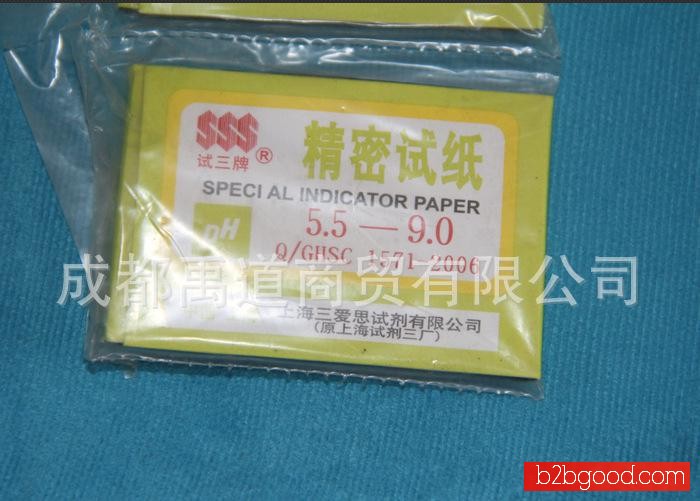 SSS
试三牌®
精密试纸
SPECIAL INDICATOR PAPER
pH
5.5 — 9.0
Q/GHSC 1571-2006
成都禹道商贸有限公司
上海三爱思试剂有限公司
(原上海试剂三厂)
b2bgood.com